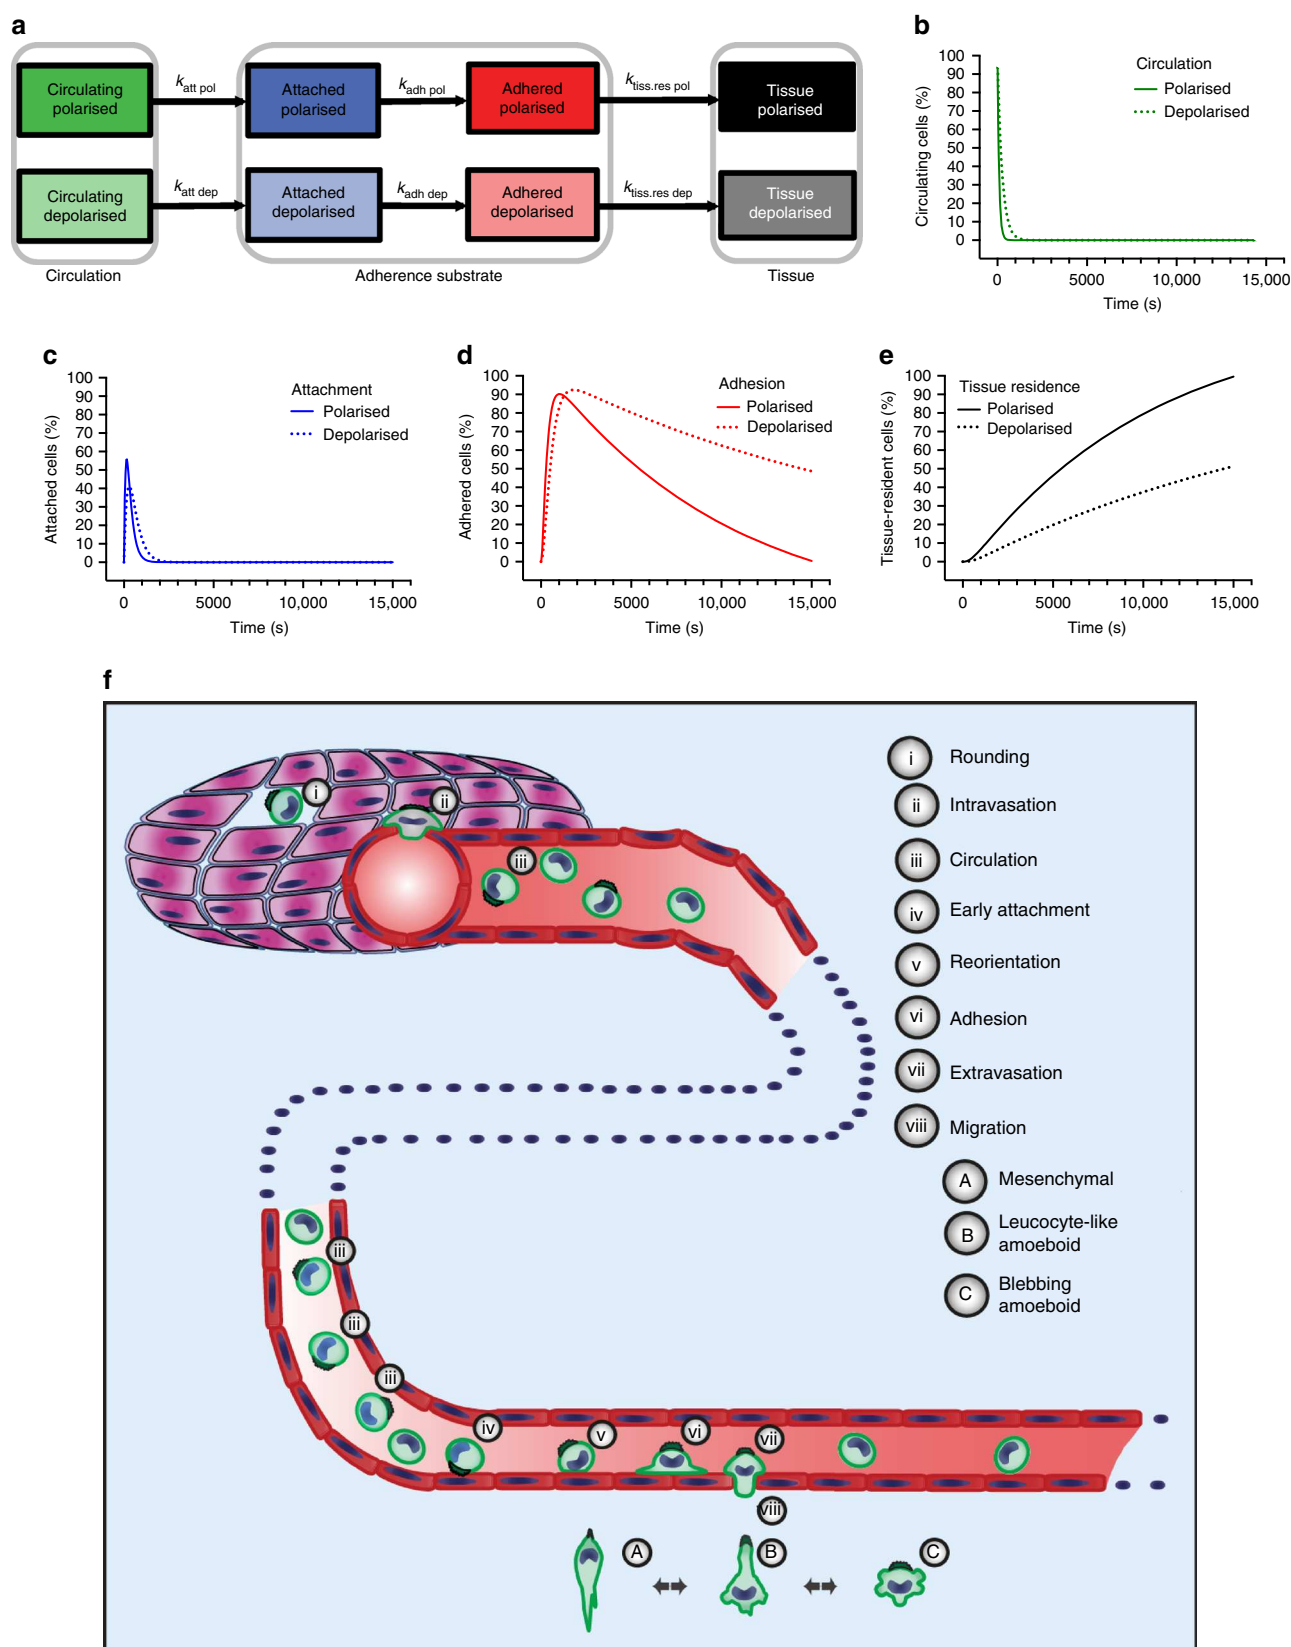 a
Circulating
polarised
k att pol
Attached
polarised
k adh pol
Adhered
polarised
k tiss.res pol
Tissue
polarised
Circulating
depolarised
k att dep
Attached
depolarised
k adh dep
Adhered
depolarised
k tiss.res dep
Tissue
depolarised
Circulation
Adherence substrate
Tissue
b
Circulating cells (%)
100
90
80
70
60
50
40
30
20
10
0
Circulation
Polarised
Depolarised
0 5000 10,000 15,000
Time (s)
c
Attached cells (%)
100
90
80
70
60
50
40
30
20
10
0
Attachment
Polarised
Depolarised
0 5000 10,000 15,000
Time (s)
d
Adhered cells (%)
100
90
80
70
60
50
40
30
20
10
0
Adhesion
Polarised
Depolarised
0 5000 10,000 15,000
Time (s)
e
Tissue-resident cells (%)
100
90
80
70
60
50
40
30
20
10
0
Tissue residence
Polarised
Depolarised
0 5000 10,000 15,000
Time (s)
f
i
ii
iii
i Rounding
ii Intravasation
iii Circulation
iv Early attachment
v Reorientation
vi Adhesion
vii Extravasation
viii Migration
A Mesenchymal
B Leucocyte-like
amoeboid
C Blebbing
amoeboid
iii
iii
iii
iv
v
vi
vii
viii
A
B
C